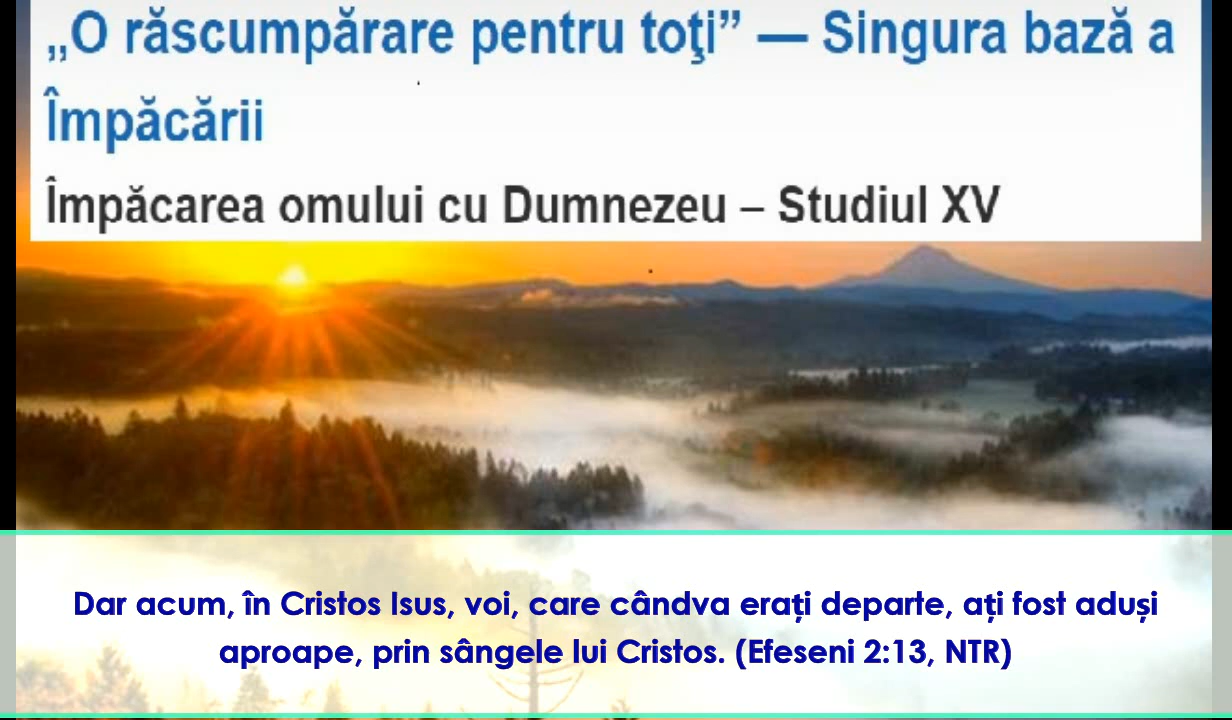 „O răscumpărare pentru toţi” — Singura bază a
Împăcării
Împăcarea omului cu Dumnezeu – Studiul XV
Dar acum, în Cristos Isus, voi, care cândva erați departe, ați fost aduși
aproape, prin sângele lui Cristos. (Efeseni 2:13, NTR)